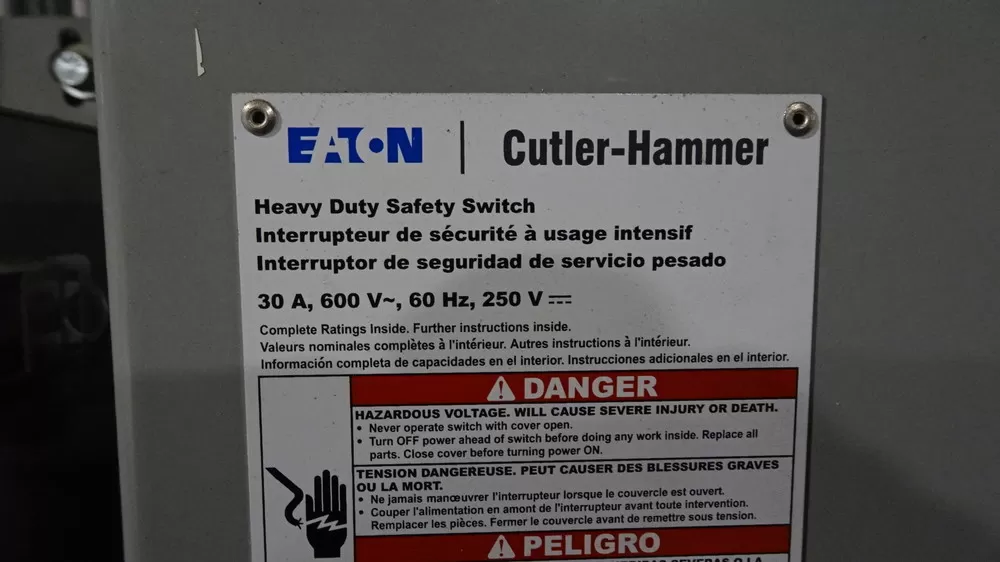 EATON | Cutler-Hammer
Heavy Duty Safety Switch
Interrupteur de sécurité à usage intensif
Interruptor de seguridad de servicio pesado
30 A, 600 V~, 60 Hz, 250 V ⎓
Complete Ratings Inside. Further instructions inside.
Valeurs nominales complètes à l'intérieur. Autres instructions à l'intérieur.
Información completa de capacidades en el interior. Instrucciones adicionales en el interior.
⚠ DANGER
HAZARDOUS VOLTAGE. WILL CAUSE SEVERE INJURY OR DEATH.
• Never operate switch with cover open.
• Turn OFF power ahead of switch before doing any work inside. Replace all
parts. Close cover before turning power ON.
TENSION DANGEREUSE. PEUT CAUSER DES BLESSURES GRAVES
OU LA MORT.
• Ne jamais manœuvrer l'interrupteur lorsque le couvercle est ouvert.
• Couper l'alimentation en amont de l'interrupteur avant toute intervention.
Remplacer les pièces. Fermer le couvercle avant de remettre sous tension.
⚠ PELIGRO